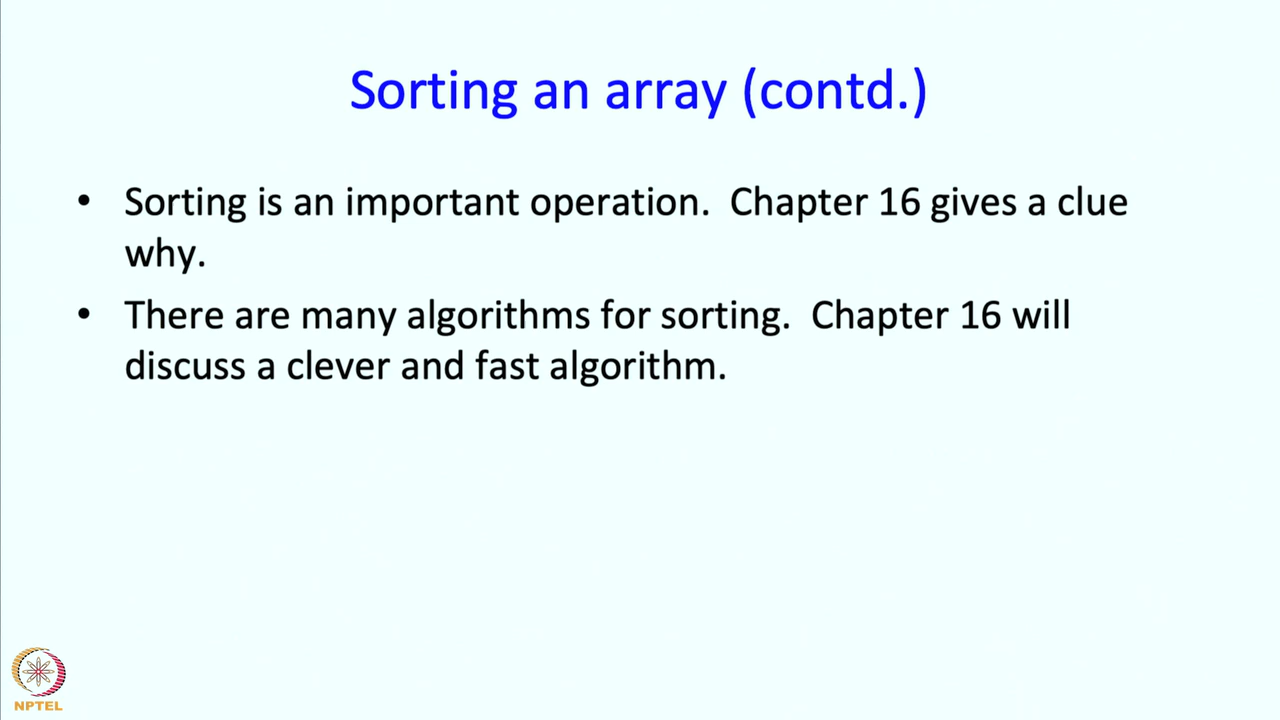 Sorting an array (contd.)
• Sorting is an important operation. Chapter 16 gives a clue
why.
• There are many algorithms for sorting. Chapter 16 will
discuss a clever and fast algorithm.
NPTEL